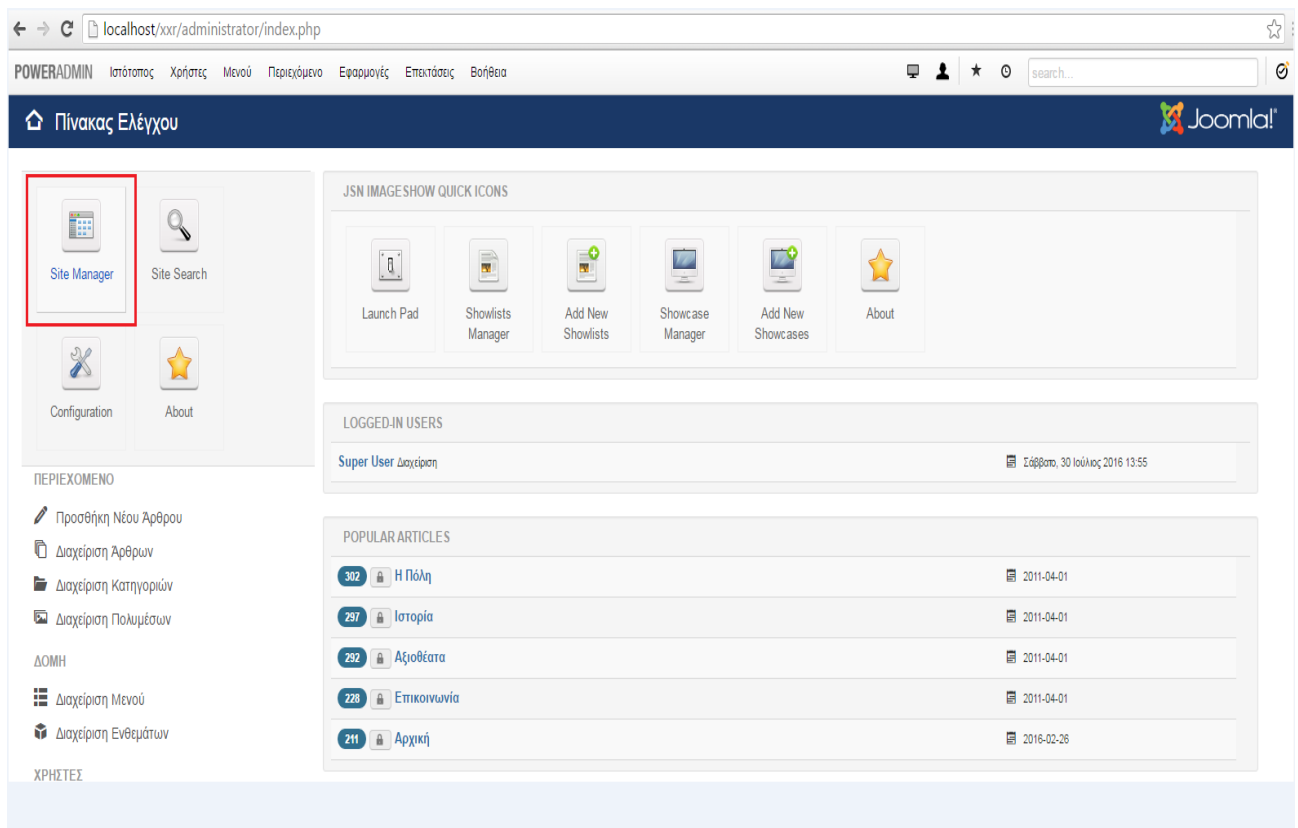 localhost/xxr/administrator/index.php
POWERADMIN Ιστότοπος Χρήστες Μενού Περιεχόμενο Εφαρμογές Επεκτάσεις Βοήθεια search...
Πίνακας Ελέγχου
Joomla!®
Site Manager
Site Search
Configuration
About
ΠΕΡΙΕΧΟΜΕΝΟ
Προσθήκη Νέου Άρθρου
Διαχείριση Άρθρων
Διαχείριση Κατηγοριών
Διαχείριση Πολυμέσων
ΔΟΜΗ
Διαχείριση Μενού
Διαχείριση Ενθεμάτων
ΧΡΗΣΤΕΣ
JSN IMAGESHOW QUICK ICONS
Launch Pad
Showlists
Manager
Add New
Showlists
Showcase
Manager
Add New
Showcases
About
LOGGED-IN USERS
Super User Διαχείριση Σάββατο, 30 Ιούλιος 2016 13:55
POPULAR ARTICLES
302 Η Πόλη 2011-04-01
297 Ιστορία 2011-04-01
292 Αξιοθέατα 2011-04-01
228 Επικοινωνία 2011-04-01
211 Αρχική 2016-02-26